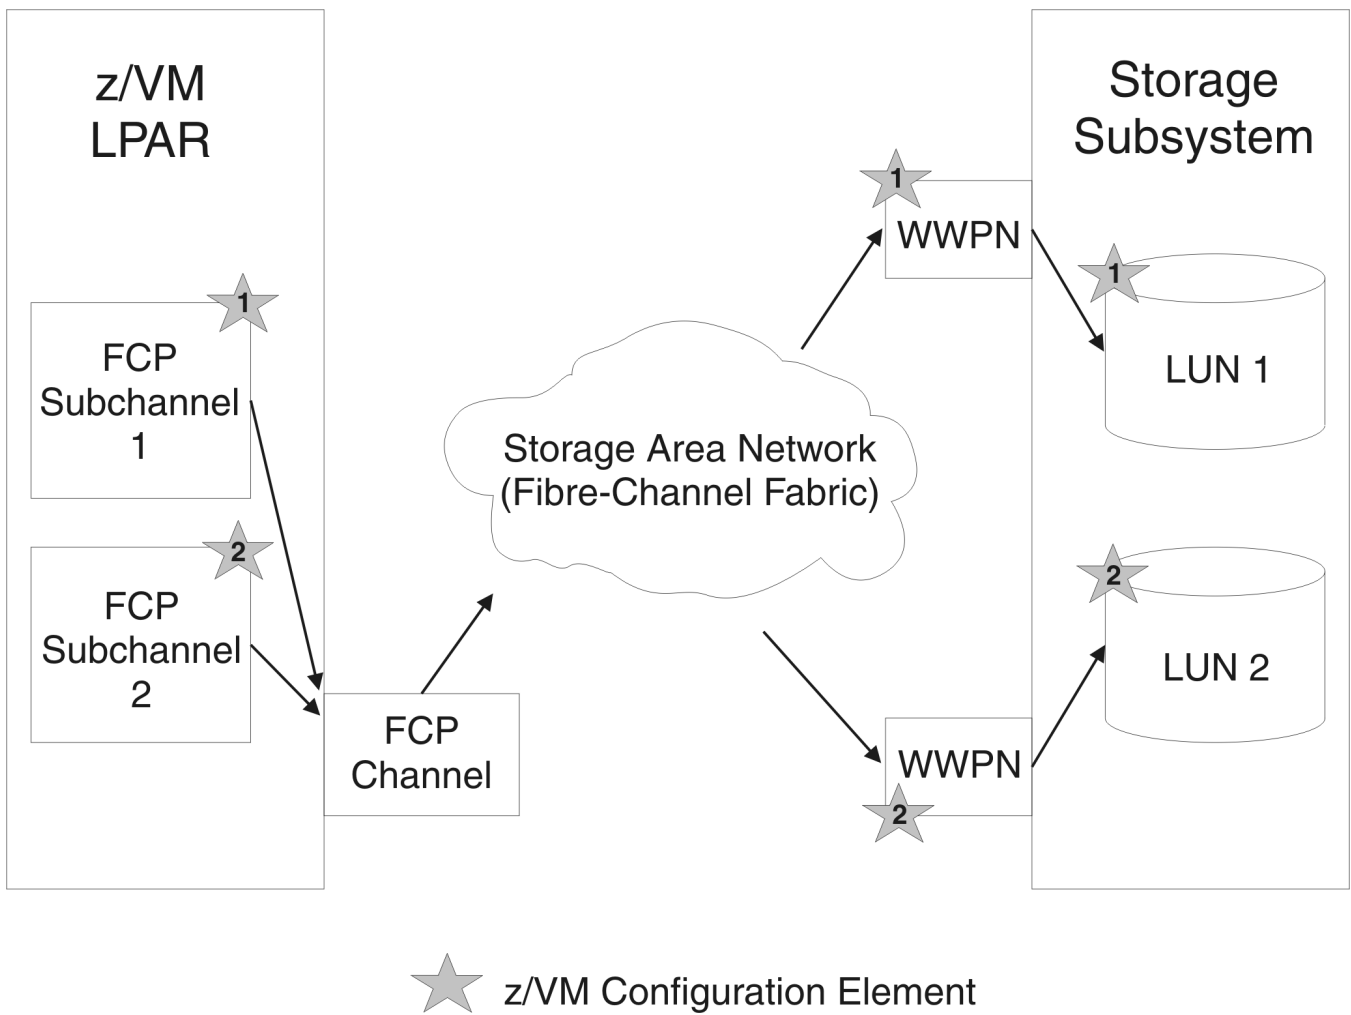 z/VM
LPAR
Storage
Subsystem
1
WWPN
1
LUN 1
1
FCP
Subchannel
1
Storage Area Network
(Fibre-Channel Fabric)
2
FCP
Subchannel
2
2
LUN 2
FCP
Channel
WWPN
2
z/VM Configuration Element